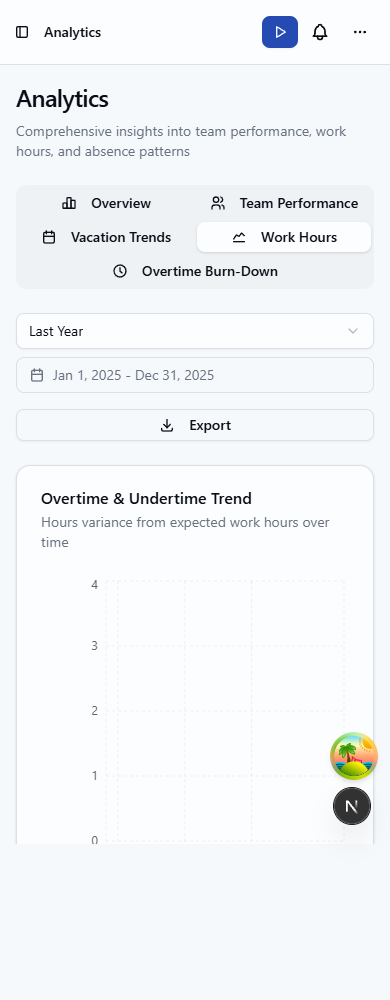 Analytics
Analytics
Comprehensive insights into team performance, work
hours, and absence patterns
Overview
Team Performance
Vacation Trends
Work Hours
Overtime Burn-Down
Last Year
Jan 1, 2025 - Dec 31, 2025
Export
Overtime & Undertime Trend
Hours variance from expected work hours over
time
4
3
2
1
0
N